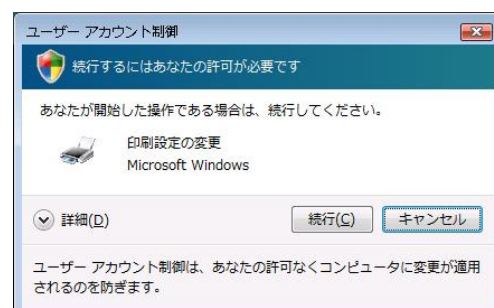 ユーザー アカウント制御
続行するにはあなたの許可が必要です
あなたが開始した操作である場合は、続行してください。
印刷設定の変更
Microsoft Windows
詳細(D)
続行(C)
キャンセル
ユーザー アカウント制御は、あなたの許可なくコンピュータに変更が適用
されるのを防ぎます。